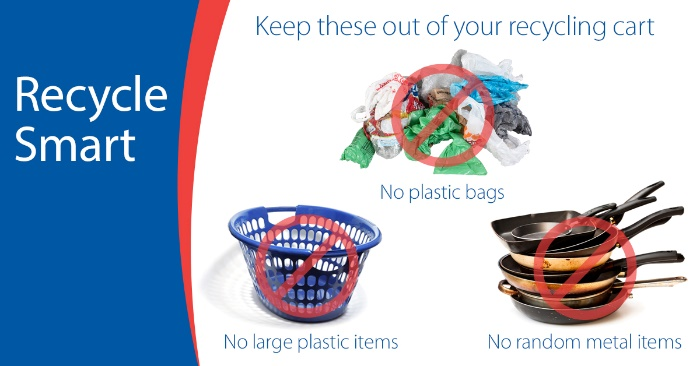 Recycle
Smart
Keep these out of your recycling cart
No plastic bags
No large plastic items
No random metal items